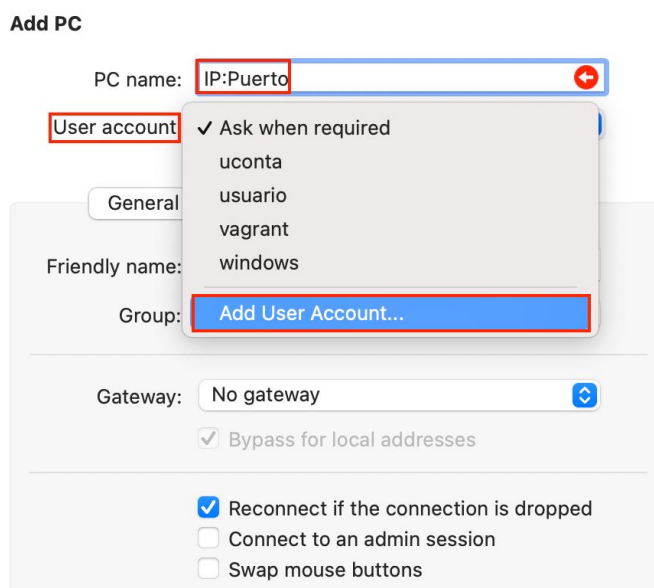 Add PC
PC name: IP:Puerto
User account
✓ Ask when required
uconta
usuario
vagrant
windows
Add User Account...
General
Friendly name:
Group:
Gateway: No gateway
Bypass for local addresses
Reconnect if the connection is dropped
Connect to an admin session
Swap mouse buttons